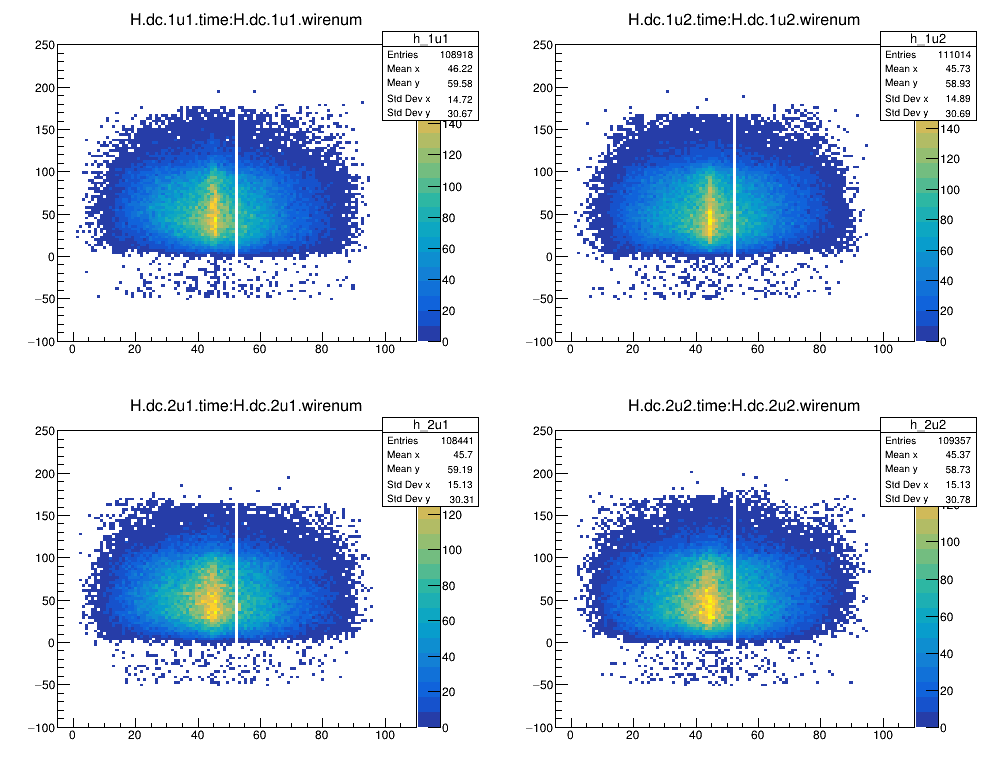 H.dc.1u1.time:H.dc.1u1.wirenum
h_1u1
Entries 108918
Mean x 46.22
Mean y 59.58
Std Dev x 14.72
Std Dev y 30.67
250
200
150
100
50
0
−50
−100
0 20 40 60 80 100
140
120
100
80
60
40
20
0
H.dc.1u2.time:H.dc.1u2.wirenum
h_1u2
Entries 111014
Mean x 45.73
Mean y 58.93
Std Dev x 14.89
Std Dev y 30.69
250
200
150
100
50
0
−50
−100
0 20 40 60 80 100
140
120
100
80
60
40
20
0
H.dc.2u1.time:H.dc.2u1.wirenum
h_2u1
Entries 108441
Mean x 45.7
Mean y 59.19
Std Dev x 15.13
Std Dev y 30.31
250
200
150
100
50
0
−50
−100
0 20 40 60 80 100
120
100
80
60
40
20
0
H.dc.2u2.time:H.dc.2u2.wirenum
h_2u2
Entries 109357
Mean x 45.37
Mean y 58.73
Std Dev x 15.13
Std Dev y 30.78
250
200
150
100
50
0
−50
−100
0 20 40 60 80 100
100
80
60
40
20
0